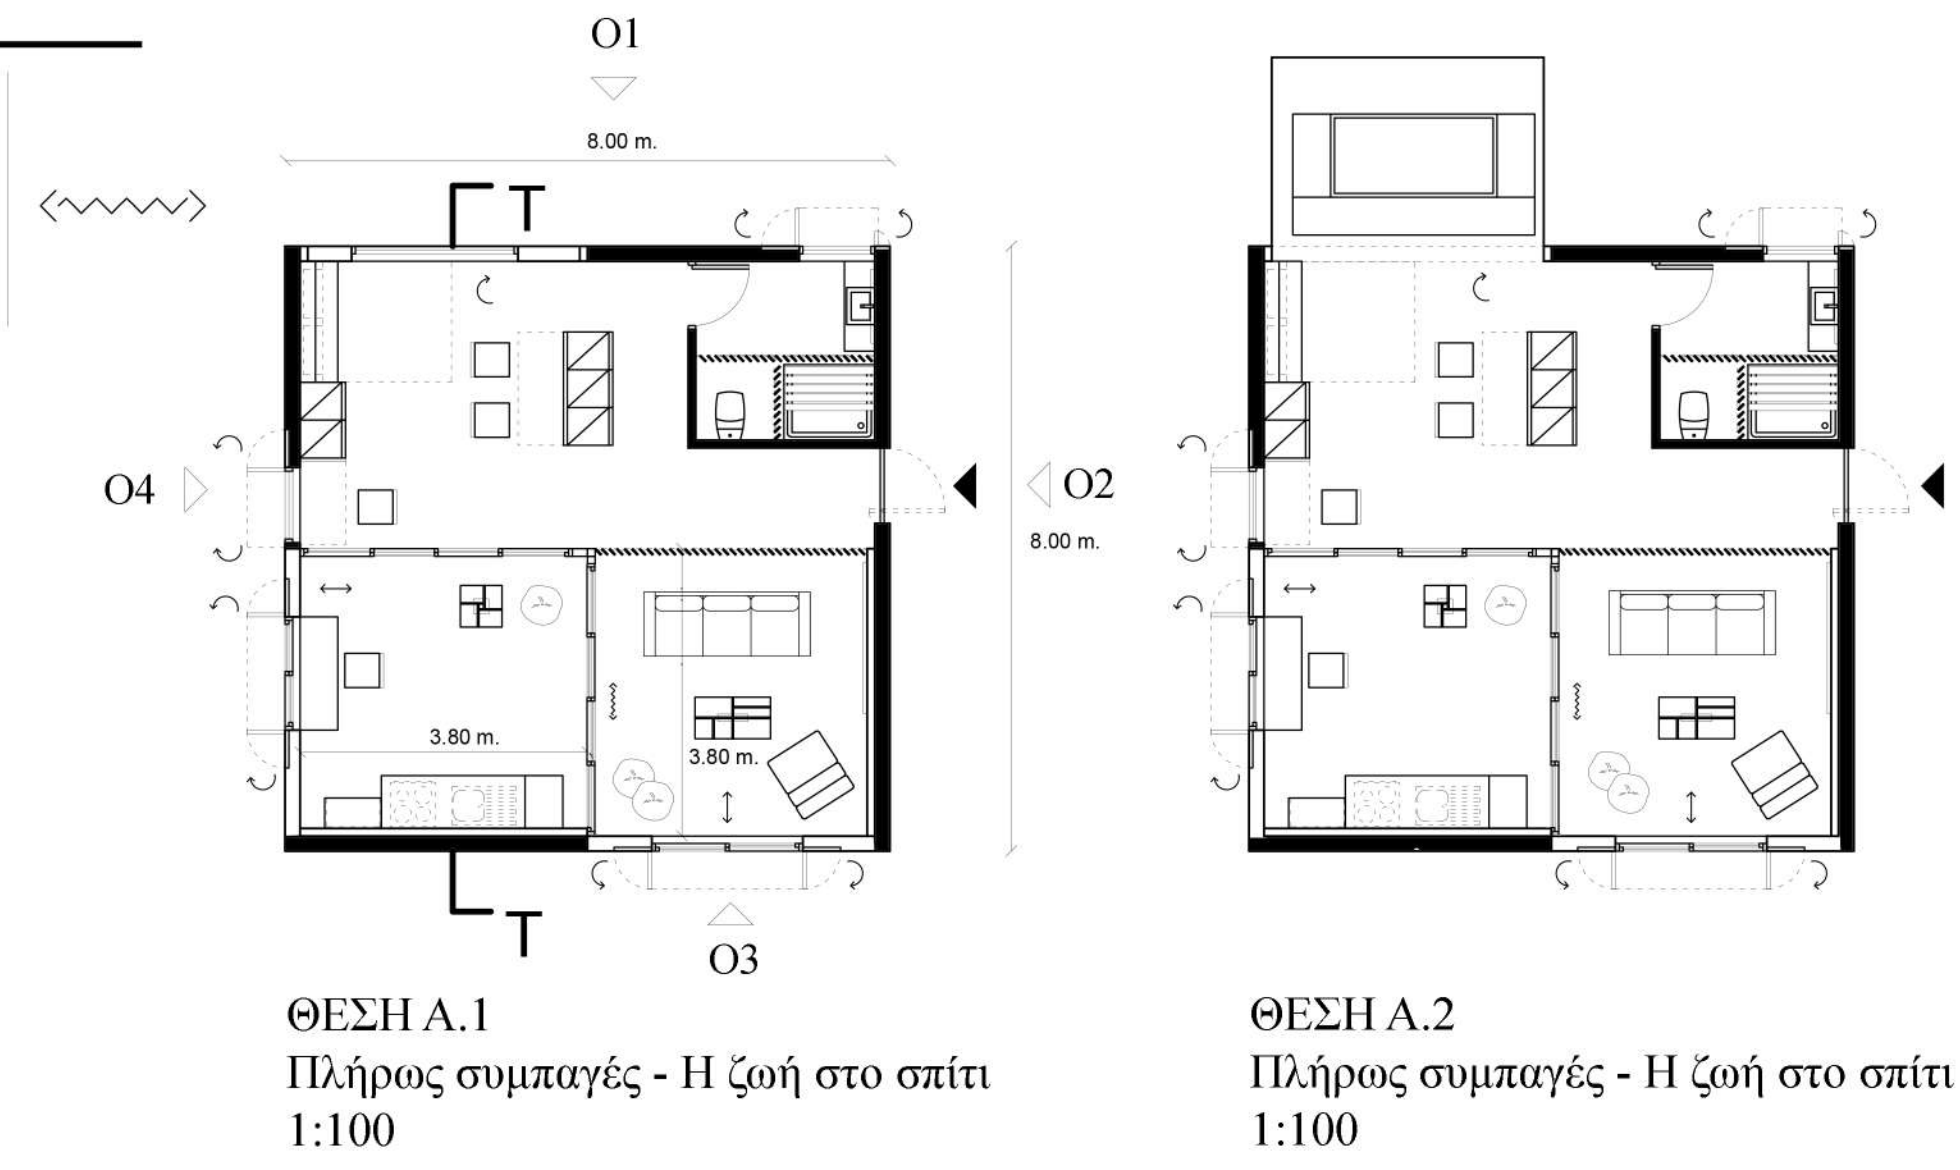 O1
8.00 m.
T
O4
O2
8.00 m.
3.80 m.
3.80 m.
T
O3
ΘΕΣΗ Α.1
Πλήρως συμπαγές - Η ζωή στο σπίτι
1:100
ΘΕΣΗ Α.2
Πλήρως συμπαγές - Η ζωή στο σπίτι
1:100